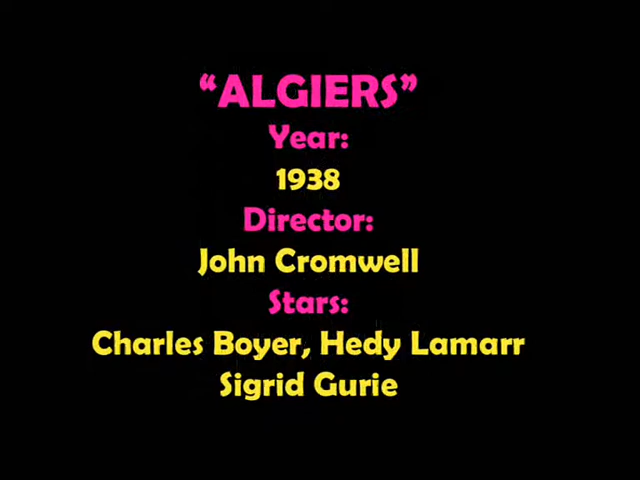 “ALGIERS”
Year:
1938
Director:
John Cromwell
Stars:
Charles Boyer, Hedy Lamarr
Sigrid Gurie